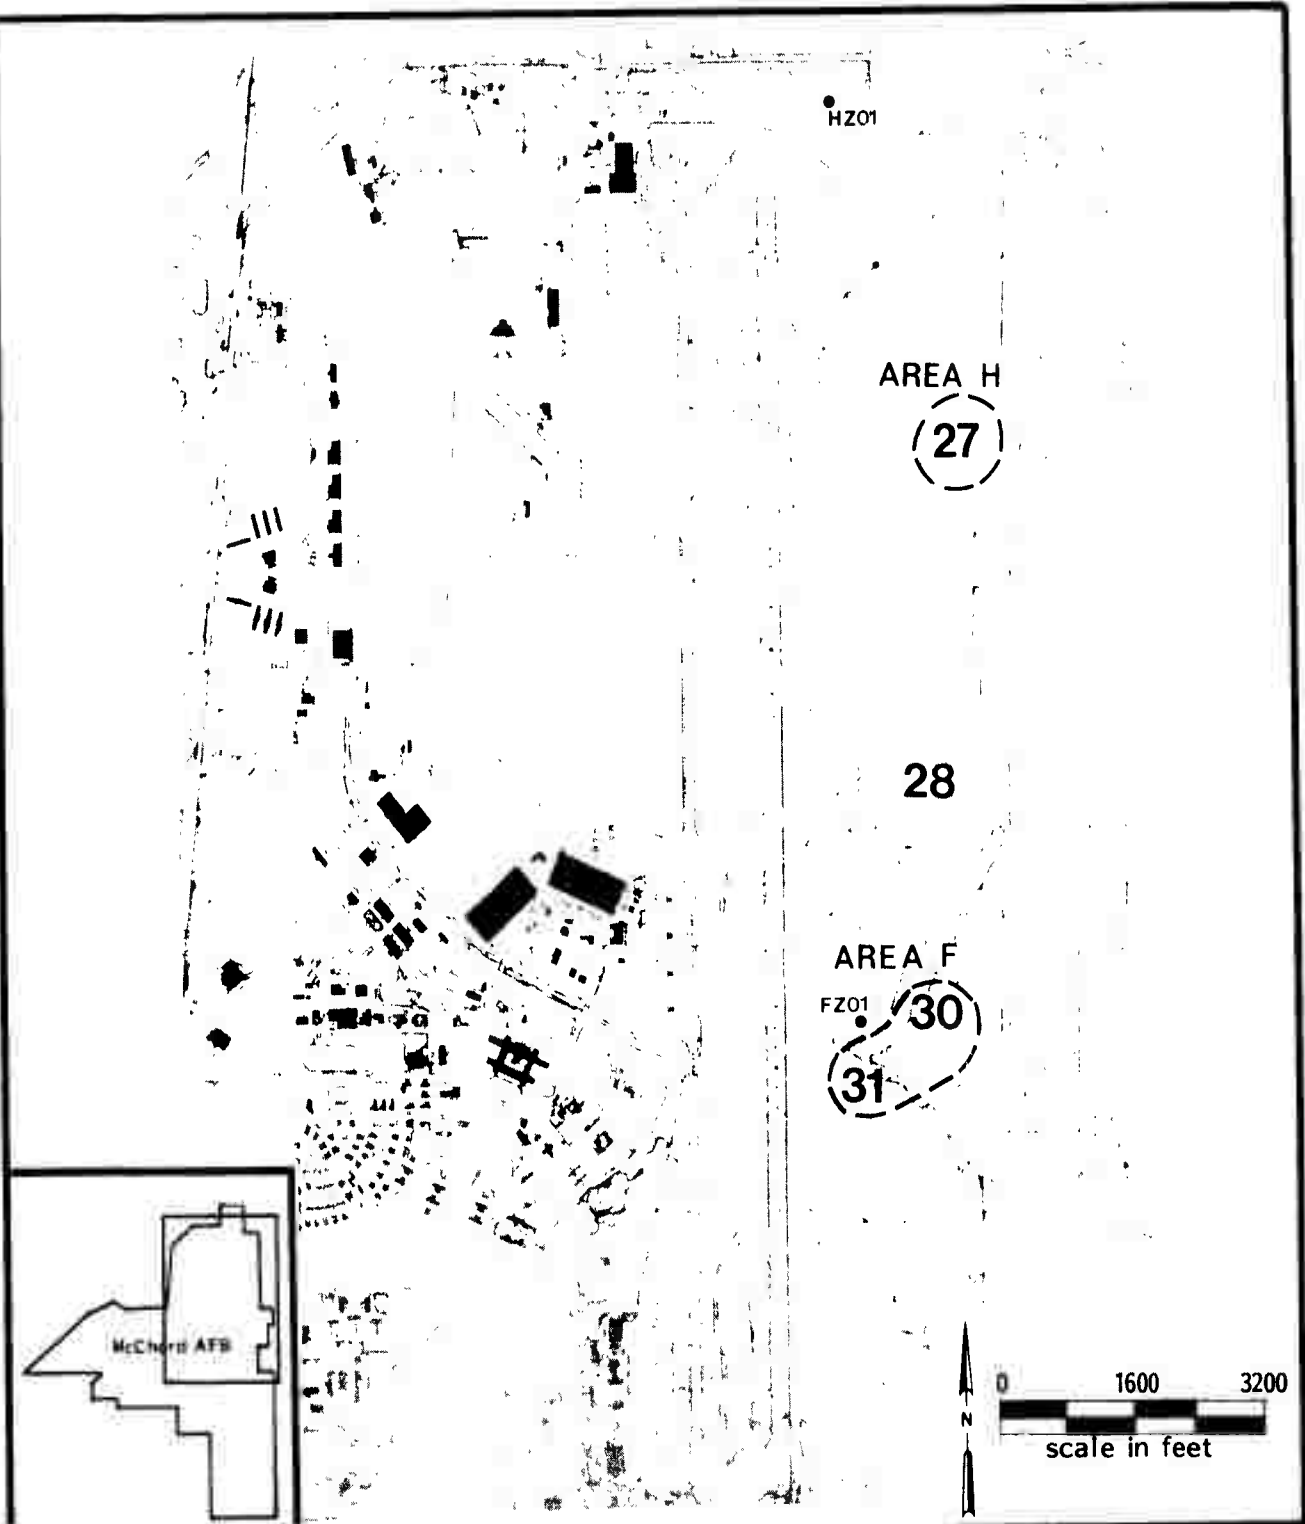 HZ01
AREA H
27
28
AREA F
FZ01
30
31
McChord AFB
N
0 1600 3200
scale in feet